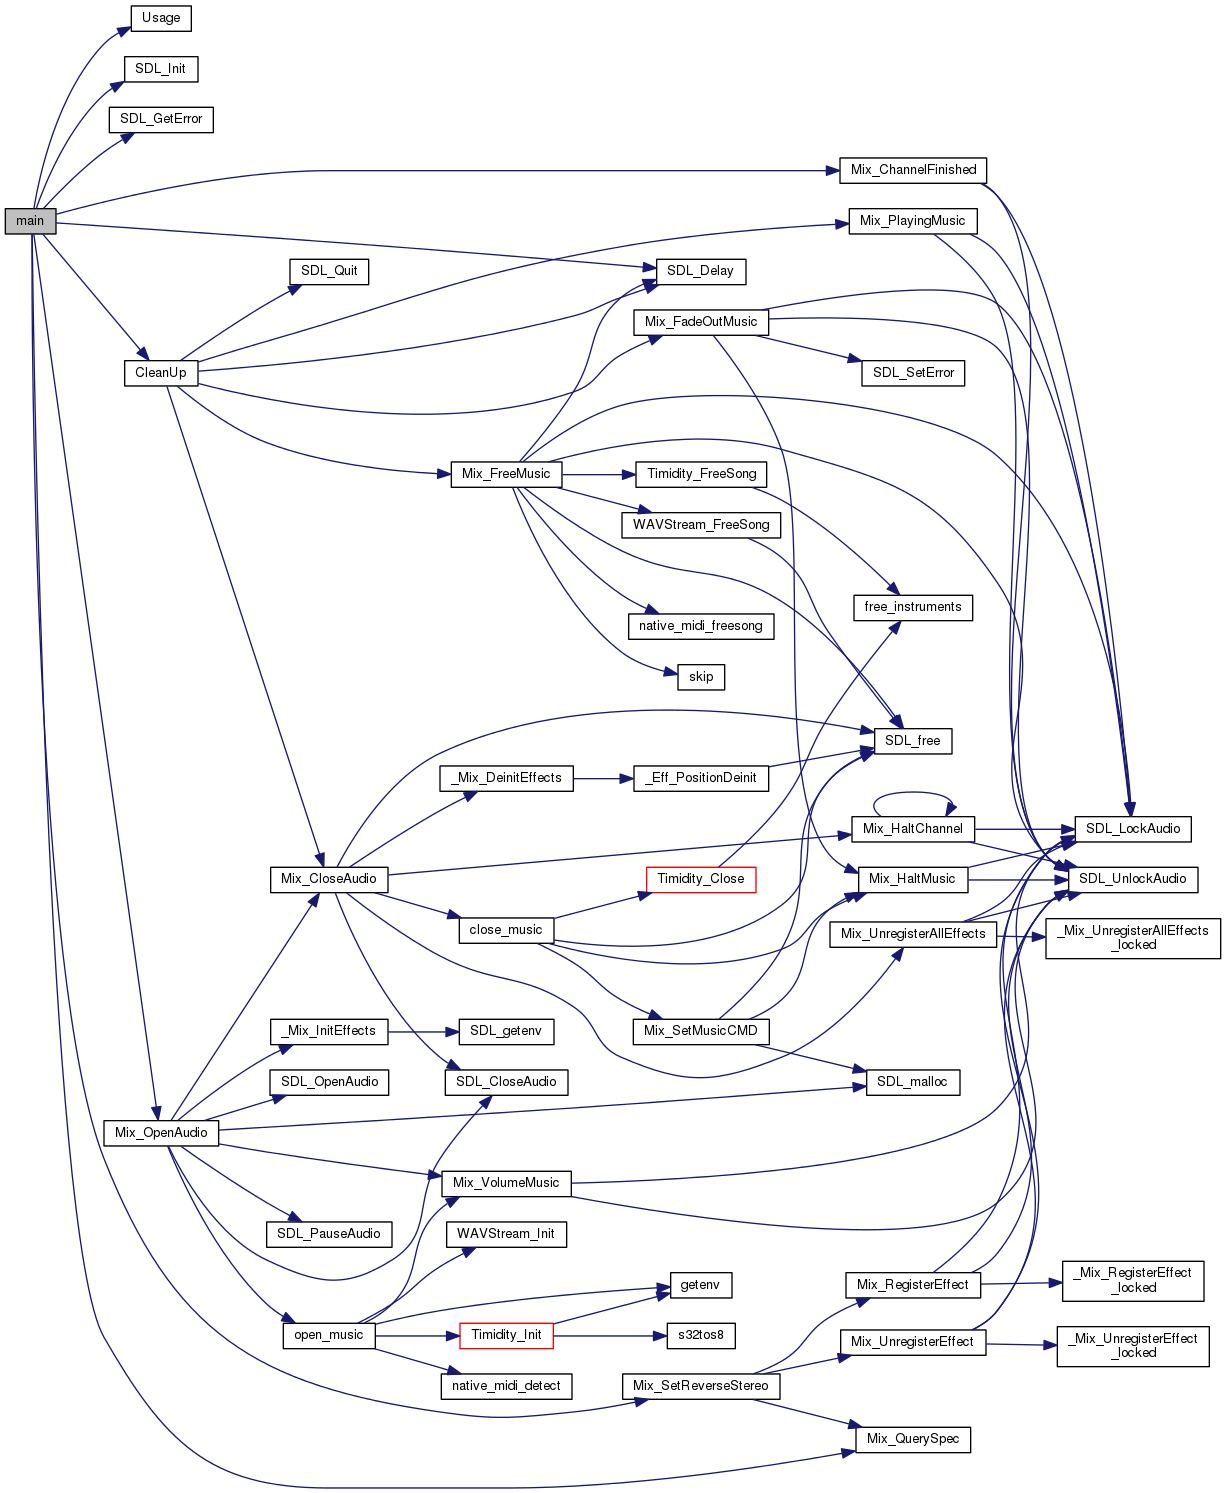 Usage
SDL_Init
SDL_GetError
Mix_ChannelFinished
main
Mix_PlayingMusic
SDL_Quit
SDL_Delay
Mix_FadeOutMusic
CleanUp
SDL_SetError
Mix_FreeMusic
Timidity_FreeSong
WAVStream_FreeSong
free_instruments
native_midi_freesong
skip
SDL_free
_Mix_DeinitEffects
_Eff_PositionDeinit
Mix_HaltChannel
SDL_LockAudio
Mix_CloseAudio
Timidity_Close
Mix_HaltMusic
SDL_UnlockAudio
close_music
Mix_UnregisterAllEffects
_Mix_UnregisterAllEffects
_locked
_Mix_InitEffects
SDL_getenv
Mix_SetMusicCMD
SDL_OpenAudio
SDL_CloseAudio
SDL_malloc
Mix_OpenAudio
Mix_VolumeMusic
SDL_PauseAudio
WAVStream_Init
getenv
Mix_RegisterEffect
_Mix_RegisterEffect
_locked
open_music
Timidity_Init
s32tos8
Mix_UnregisterEffect
_Mix_UnregisterEffect
_locked
native_midi_detect
Mix_SetReverseStereo
Mix_QuerySpec